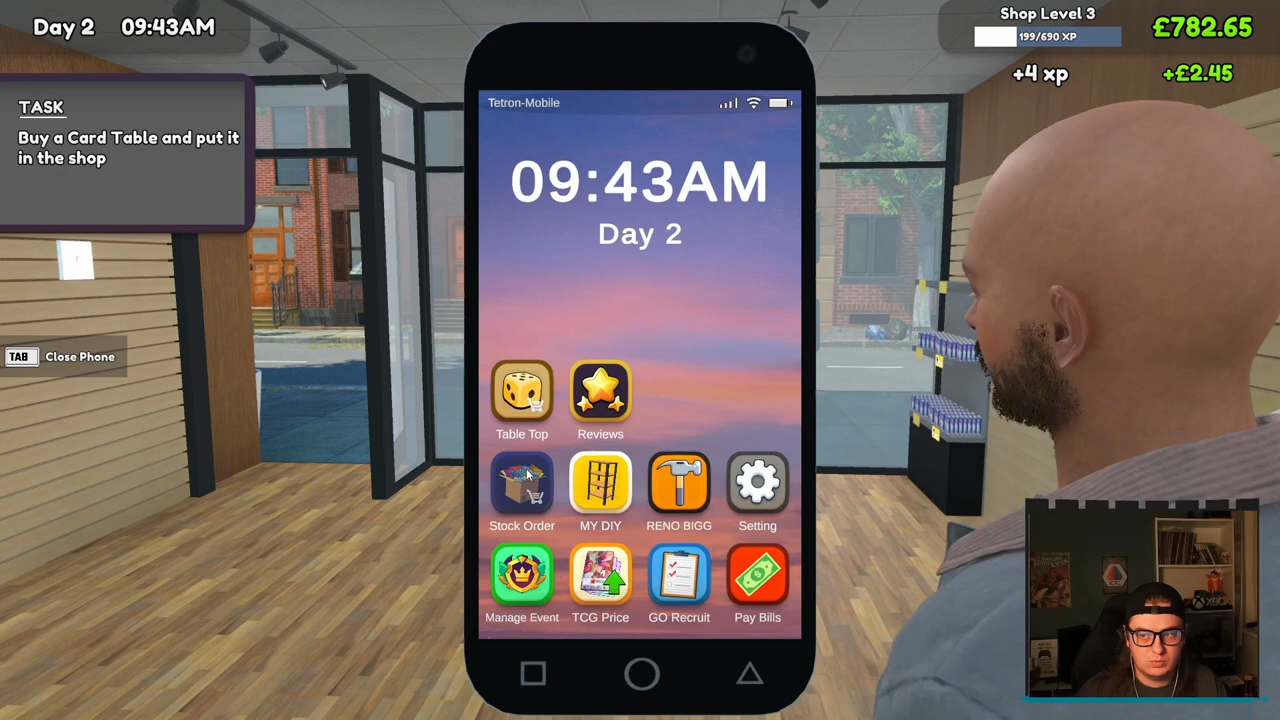 Day 2 09:43AM
Shop Level 3
199/690 XP
£782.65
+4 xp
+£2.45
TASK
Buy a Card Table and put it
in the shop
TAB Close Phone
Tetron-Mobile
09:43AM
Day 2
Table Top
Reviews
Stock Order
MY DIY
RENO BIGG
Setting
Manage Event
TCG Price
GO Recruit
Pay Bills
XBOX